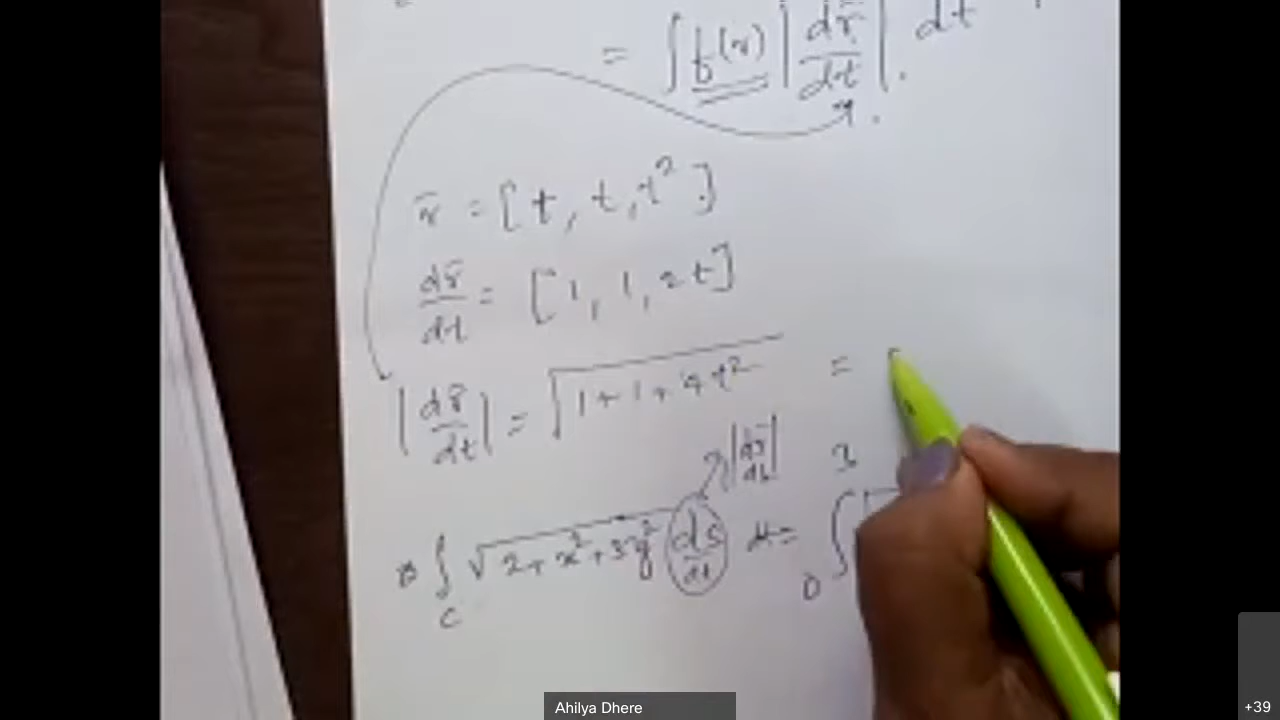 = ∫ f(r) | dr̄/dt | . dt
r̄ = [t, t, t²]
dr̄/dt = [1, 1, 2t]
| dr̄/dt | = √1+1+4t² =
| dr̄/dt | 3
∫ √2+x²+3y² ds/dt dt = ∫
C 0
Ahilya Dhere
+39